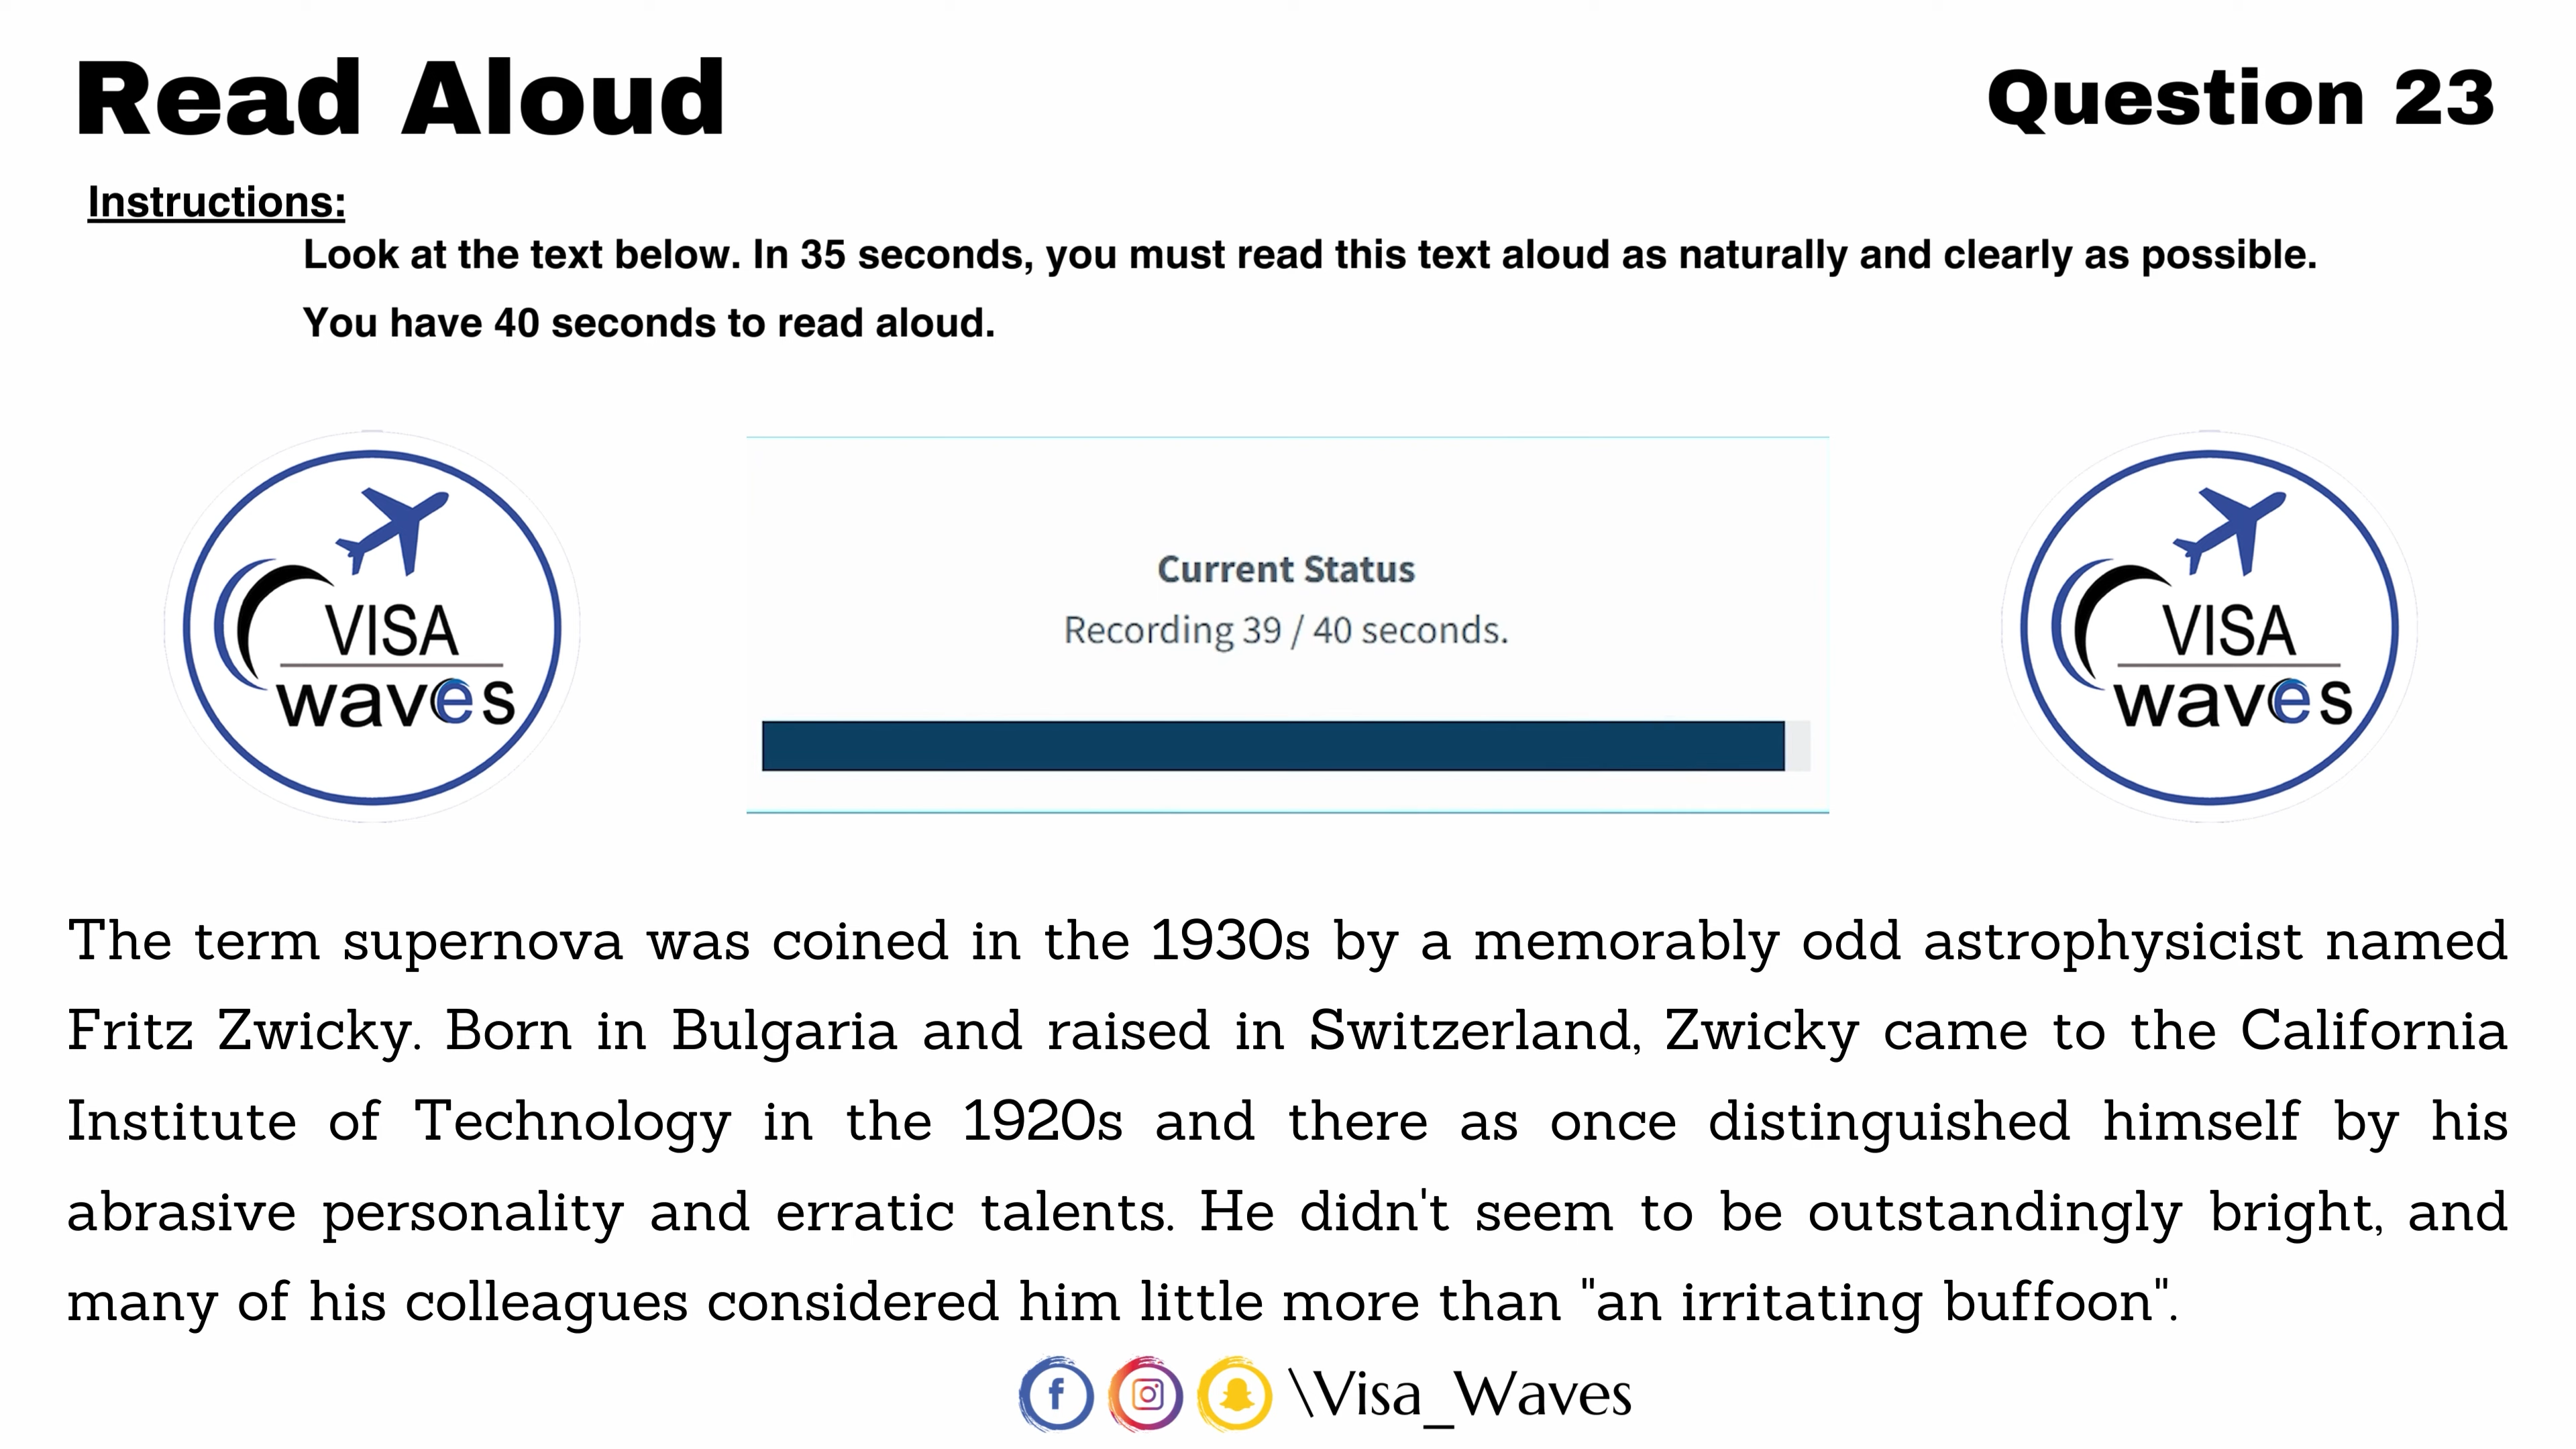 Read Aloud
Question 23
Instructions:
Look at the text below. In 35 seconds, you must read this text aloud as naturally and clearly as possible.
You have 40 seconds to read aloud.
VISA
waves
Current Status
Recording 39 / 40 seconds.
VISA
waves
The term supernova was coined in the 1930s by a memorably odd astrophysicist named
Fritz Zwicky. Born in Bulgaria and raised in Switzerland, Zwicky came to the California
Institute of Technology in the 1920s and there as once distinguished himself by his
abrasive personality and erratic talents. He didn't seem to be outstandingly bright, and
many of his colleagues considered him little more than "an irritating buffoon".
\Visa_Waves